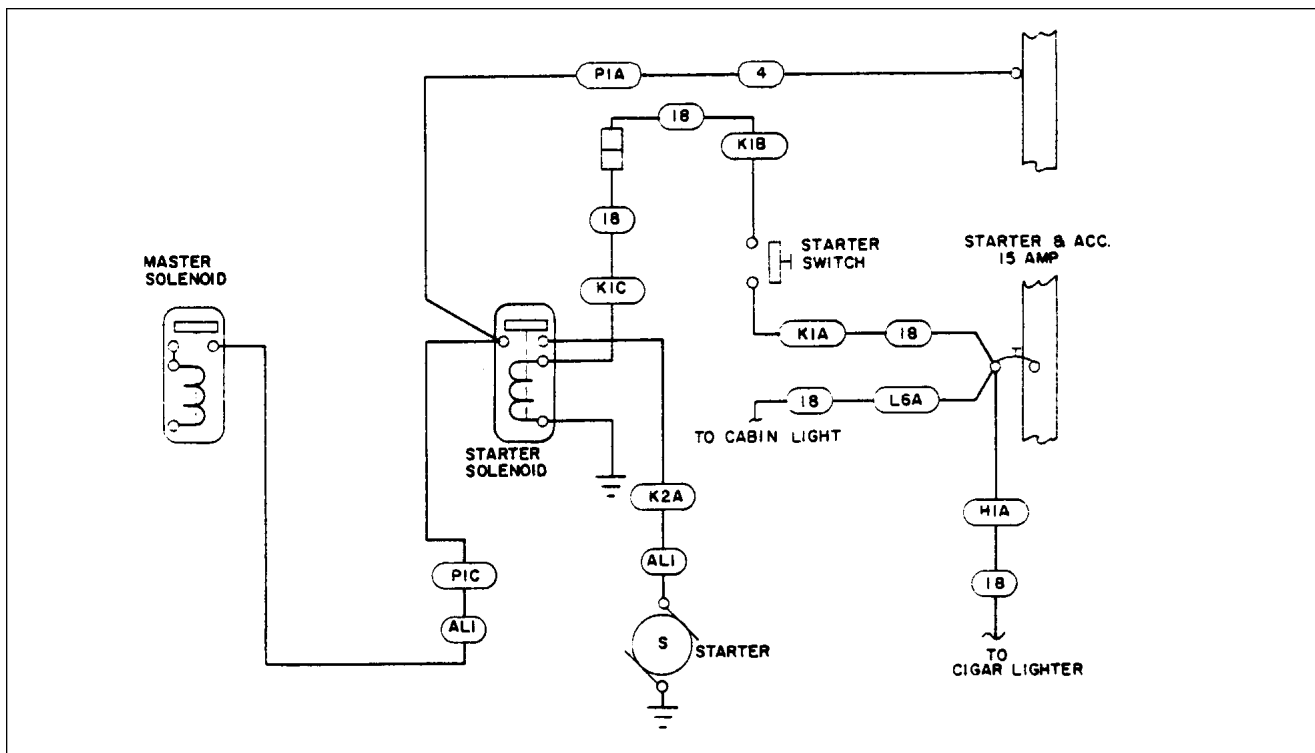 P1A
4
18
K1B
18
STARTER
SWITCH
STARTER & ACC.
15 AMP
MASTER
SOLENOID
K1C
K1A
18
18
L6A
TO CABIN LIGHT
STARTER
SOLENOID
K2A
H1A
AL1
P1C
18
AL1
S
STARTER
TO
CIGAR LIGHTER